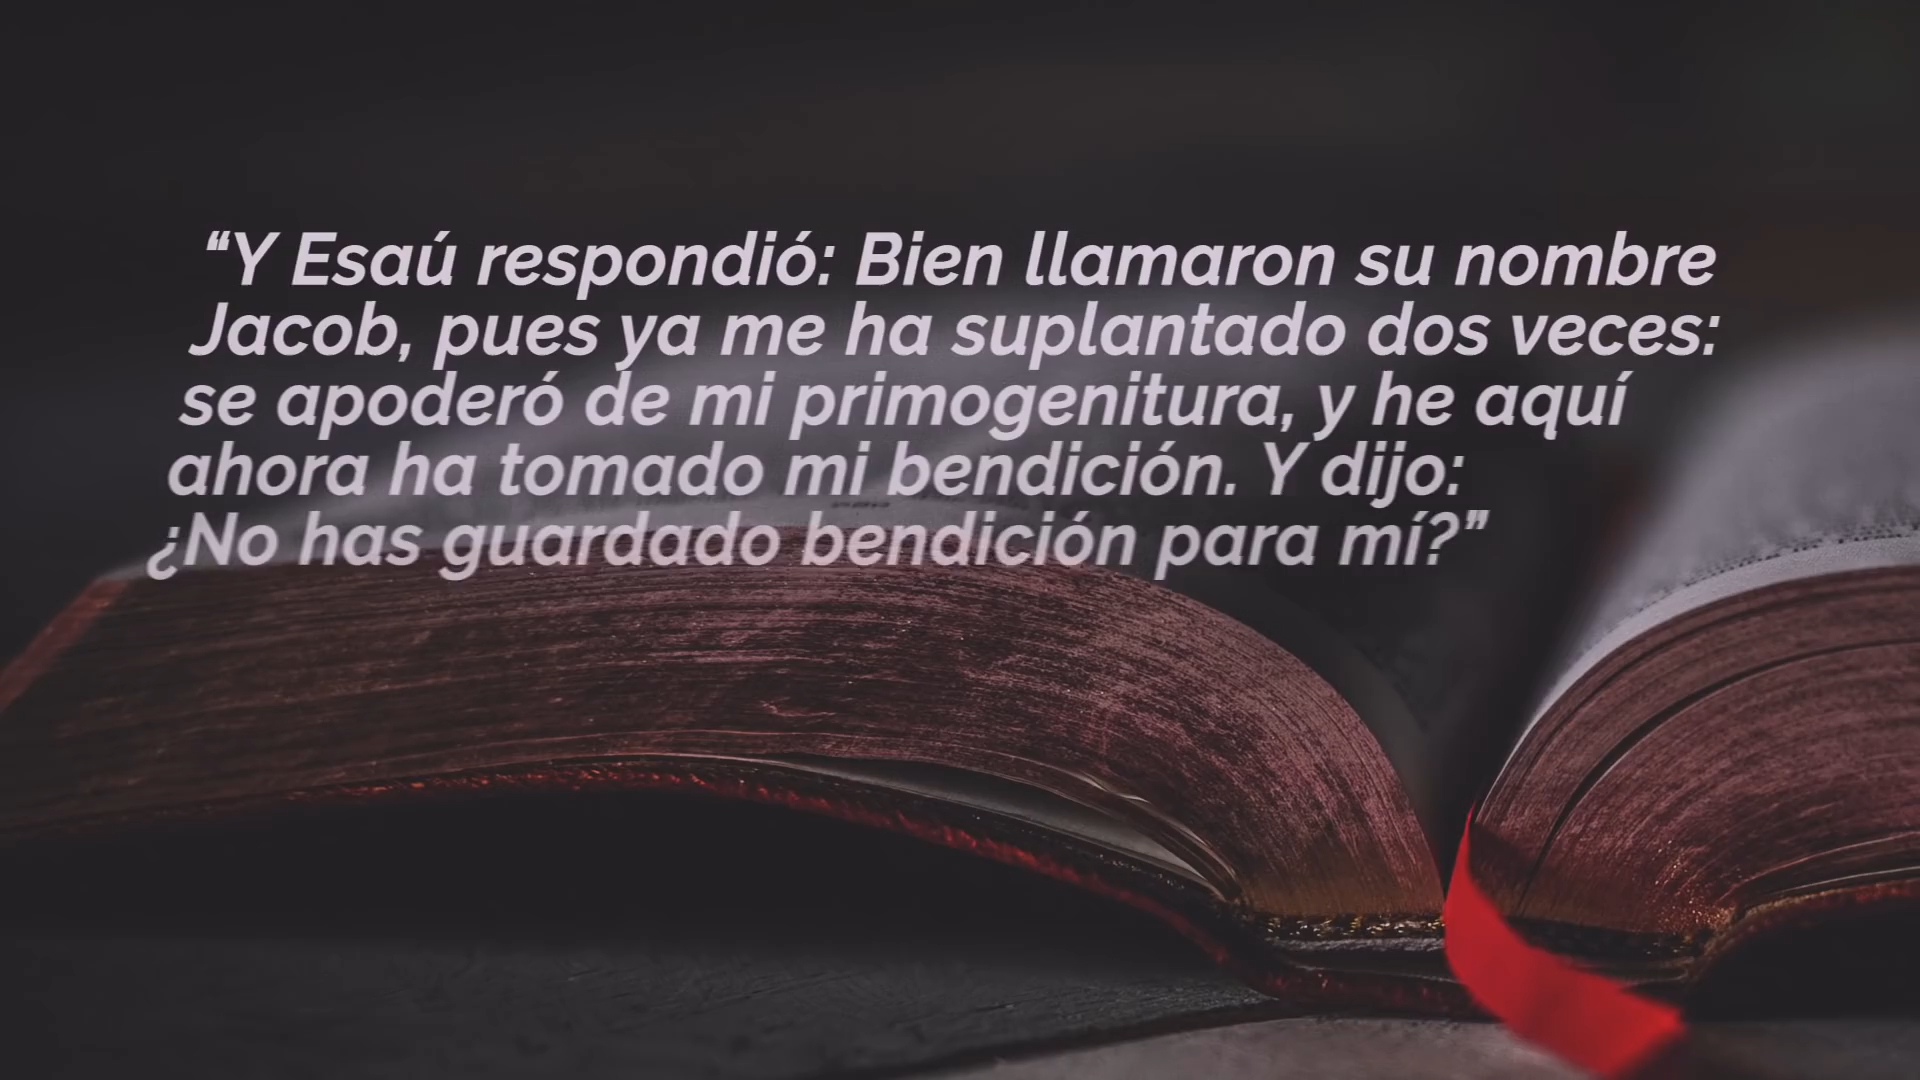 “Y Esaú respondió: Bien llamaron su nombre
Jacob, pues ya me ha suplantado dos veces:
se apoderó de mi primogenitura, y he aquí
ahora ha tomado mi bendición. Y dijo:
¿No has guardado bendición para mí?”